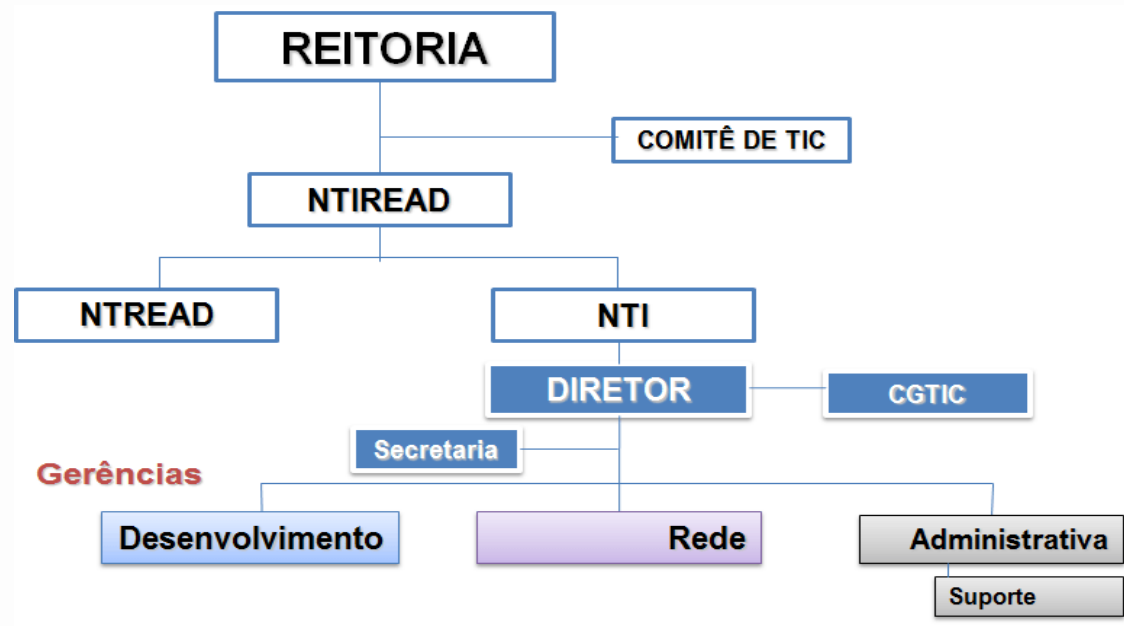 REITORIA
COMITÊ DE TIC
NTIREAD
NTREAD
NTI
DIRETOR
CGTIC
Secretaria
Gerências
Desenvolvimento
Rede
Administrativa
Suporte